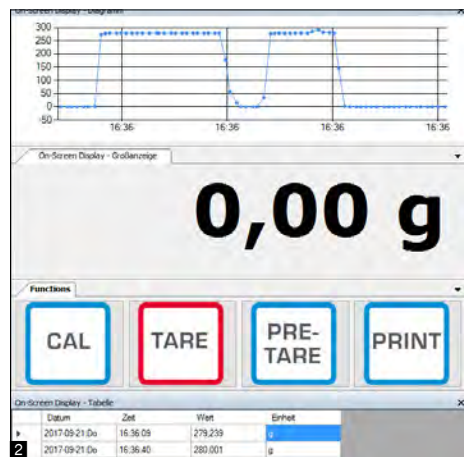 On-Screen Display - Diagramm
300
250
200
150
100
50
0
-50
16:36 16:36 16:36 16:36
On-Screen Display - Großanzeige
0,00 g
Functions
CAL TARE PRE-TARE PRINT
On-Screen Display - Tabelle
Datum Zeit Wert Einheit
2017-09-21:Do 16:36:09 279,239 g
2017-09-21:Do 16:36:40 280,001 g
2